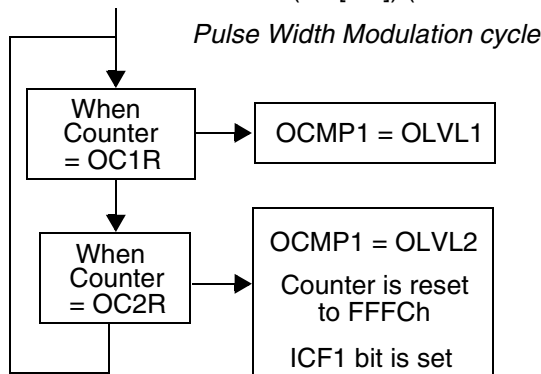 Pulse Width Modulation cycle
When
Counter
= OC1R
OCMP1 = OLVL1
When
Counter
= OC2R
OCMP1 = OLVL2
Counter is reset
to FFFCh
ICF1 bit is set